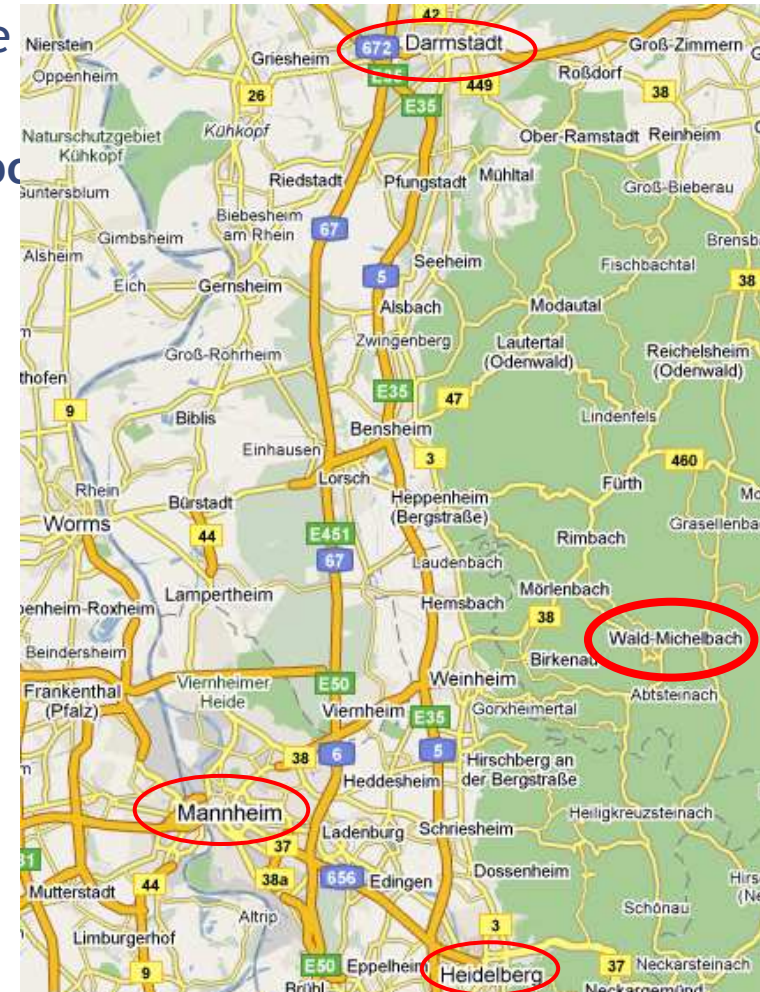 42
e
Nierstein
672
Darmstadt
Groß-Zimmern
Griesheim
Oppenheim
E35
449
Roßdorf
26
E35
38
Naturschutzgebiet
Kühkopf
Kühkopf
Ober-Ramstadt
Reinheim
Riedstadt
Pfungstadt
Mühltal
Groß-Bieberau
Biebesheim
am Rhein
67
Gimbsheim
Alsheim
Seeheim
Fischbachtal
5
38
Eich
Gernsheim
Alsbach
Modautal
Zwingenberg
Lautertal
(Odenwald)
Groß-Rohrheim
Reichelsheim
(Odenwald)
E35
47
9
Biblis
Lindenfels
Bensheim
Einhausen
3
460
Lorsch
Fürth
Rhein
Bürstadt
Heppenheim
(Bergstraße)
Worms
E451
44
67
Rimbach
Laudenbach
Lampertheim
Mörlenbach
Hemsbach
38
Wald-Michelbach
Beindersheim
Birkenau
Frankenthal
(Pfalz)
Viernheimer
Heide
E50
Weinheim
Abtsteinach
Viernheim
E35
Gorxheimertal
38
6
5
Hirschberg an
der Bergstraße
Heddesheim
Mannheim
Ladenburg
Schriesheim
Heiligkreuzsteinach
37
Dossenheim
44
38a
656
Edingen
Mutterstadt
Altrip
Schönau
Limburgerhof
3
9
E50
Eppelheim
Heidelberg
37
Neckarsteinach
Brühl
Neckargemünd